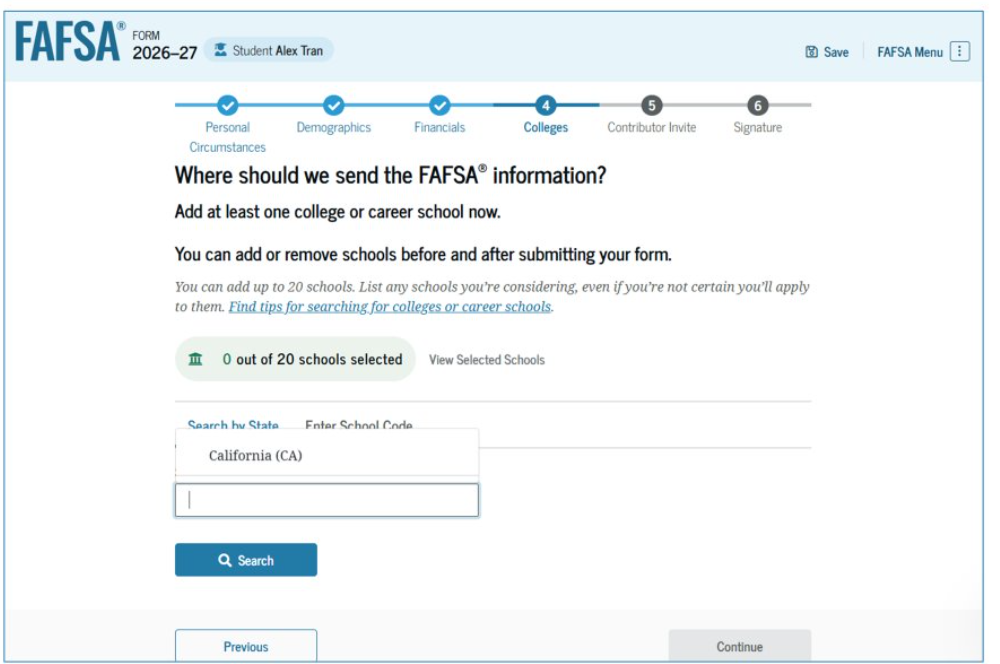 FAFSA® FORM
2026–27 Student Alex Tran
Save FAFSA Menu
4 5 6
Personal Demographics Financials Colleges Contributor Invite Signature
Circumstances
Where should we send the FAFSA® information?
Add at least one college or career school now.
You can add or remove schools before and after submitting your form.
You can add up to 20 schools. List any schools you're considering, even if you're not certain you'll apply
to them. Find tips for searching for colleges or career schools.
0 out of 20 schools selected View Selected Schools
Search by State Enter School Code
California (CA)
Search
Previous Continue